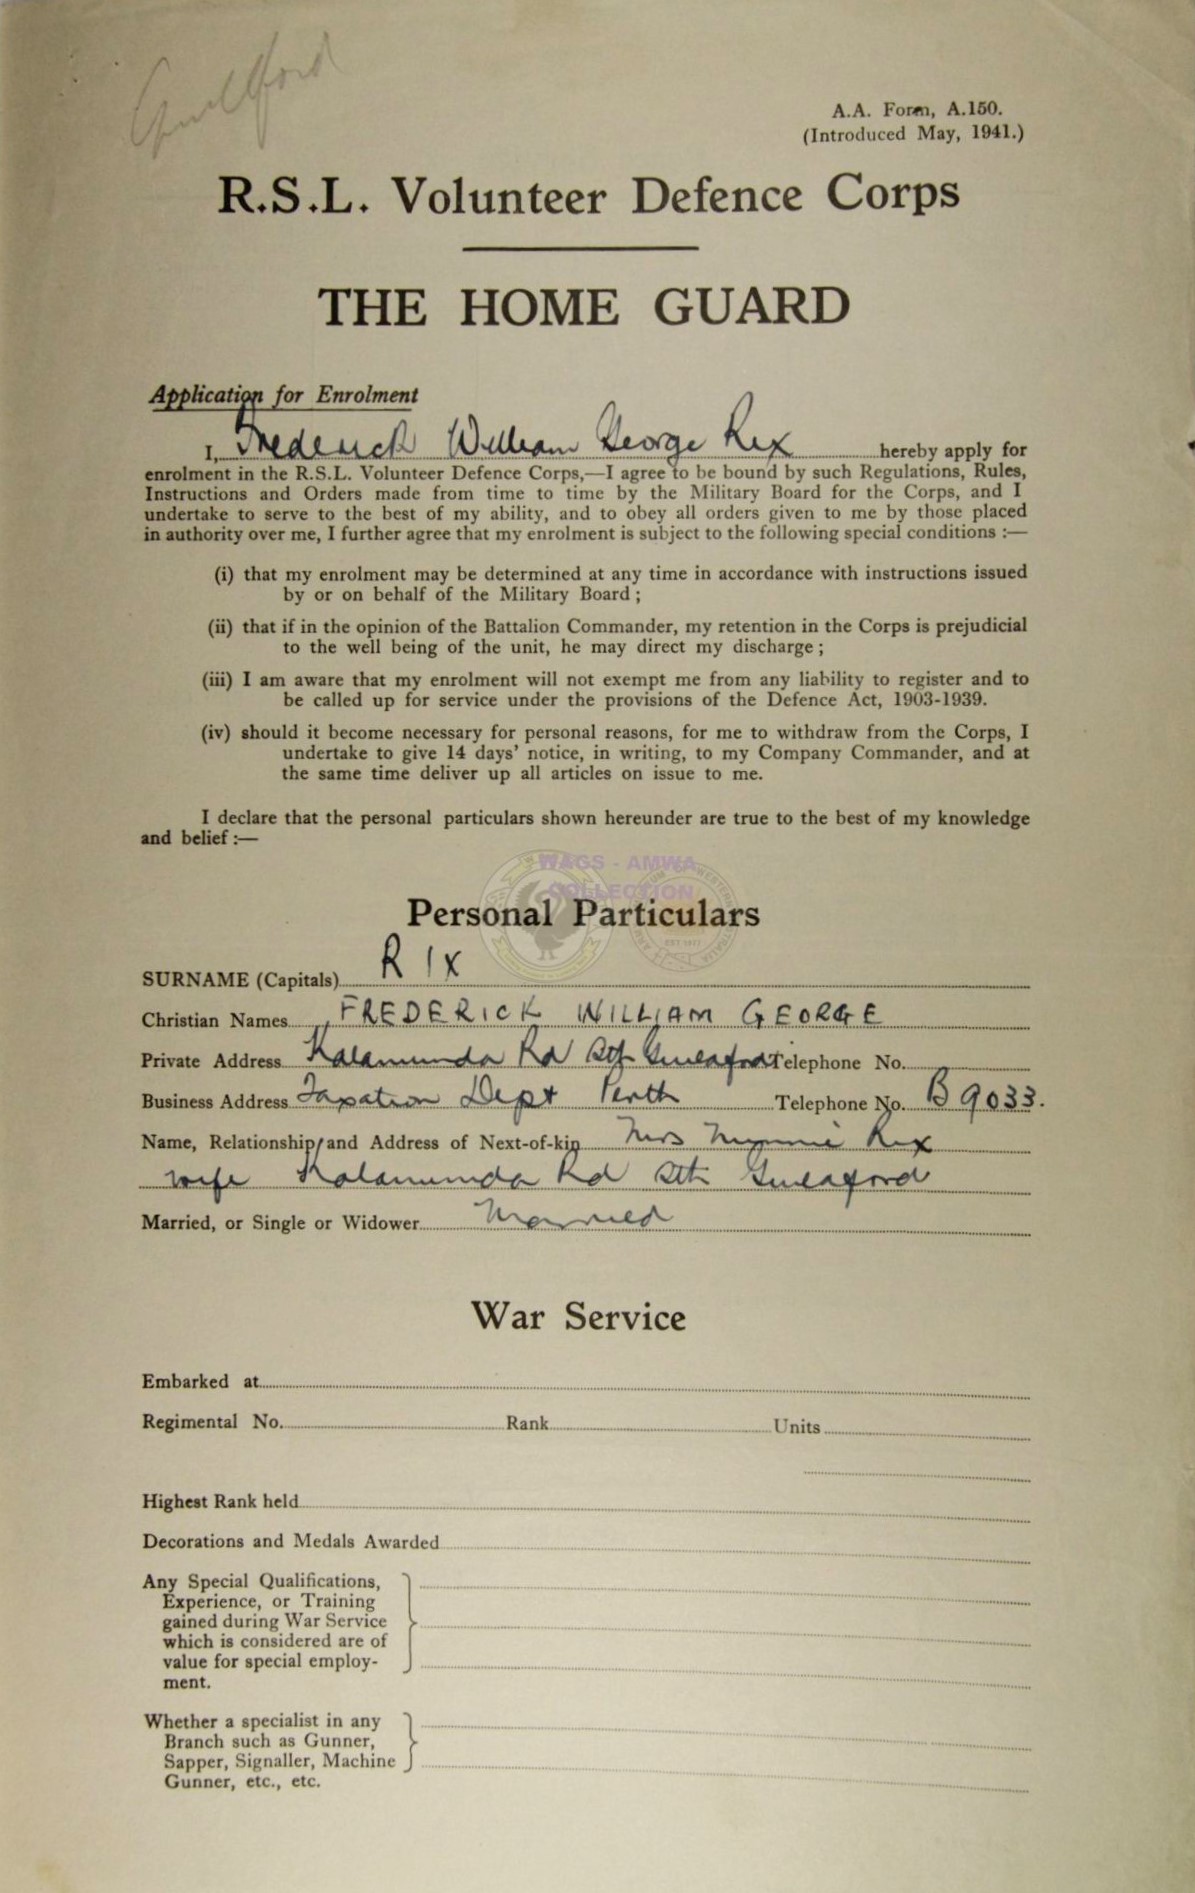 Guildford
A.A. Form, A.150.
(Introduced May, 1941.)
R.S.L. Volunteer Defence Corps
THE HOME GUARD
Application for Enrolment
I, Frederick William George Rix hereby apply for
enrolment in the R.S.L. Volunteer Defence Corps,—I agree to be bound by such Regulations, Rules,
Instructions and Orders made from time to time by the Military Board for the Corps, and I
undertake to serve to the best of my ability, and to obey all orders given to me by those placed
in authority over me, I further agree that my enrolment is subject to the following special conditions :—
(i) that my enrolment may be determined at any time in accordance with instructions issued
by or on behalf of the Military Board ;
(ii) that if in the opinion of the Battalion Commander, my retention in the Corps is prejudicial
to the well being of the unit, he may direct my discharge ;
(iii) I am aware that my enrolment will not exempt me from any liability to register and to
be called up for service under the provisions of the Defence Act, 1903-1939.
(iv) should it become necessary for personal reasons, for me to withdraw from the Corps, I
undertake to give 14 days' notice, in writing, to my Company Commander, and at
the same time deliver up all articles on issue to me.
I declare that the personal particulars shown hereunder are true to the best of my knowledge
and belief :—
WAGS - AMWA
COLLECTION
Personal Particulars
SURNAME (Capitals) RIX
Christian Names FREDERICK WILLIAM GEORGE
Private Address Kalamunda Rd Sth Guildford Telephone No.
Business Address Taxation Dept Perth Telephone No. B 9033.
Name, Relationship, and Address of Next-of-kin Mrs Rix
wife Kalamunda Rd Sth Guildford
Married, or Single or Widower Married
War Service
Embarked at
Regimental No. Rank Units
Highest Rank held
Decorations and Medals Awarded
Any Special Qualifications,
Experience, or Training
gained during War Service
which is considered are of
value for special employ-
ment.
Whether a specialist in any
Branch such as Gunner,
Sapper, Signaller, Machine
Gunner, etc., etc.